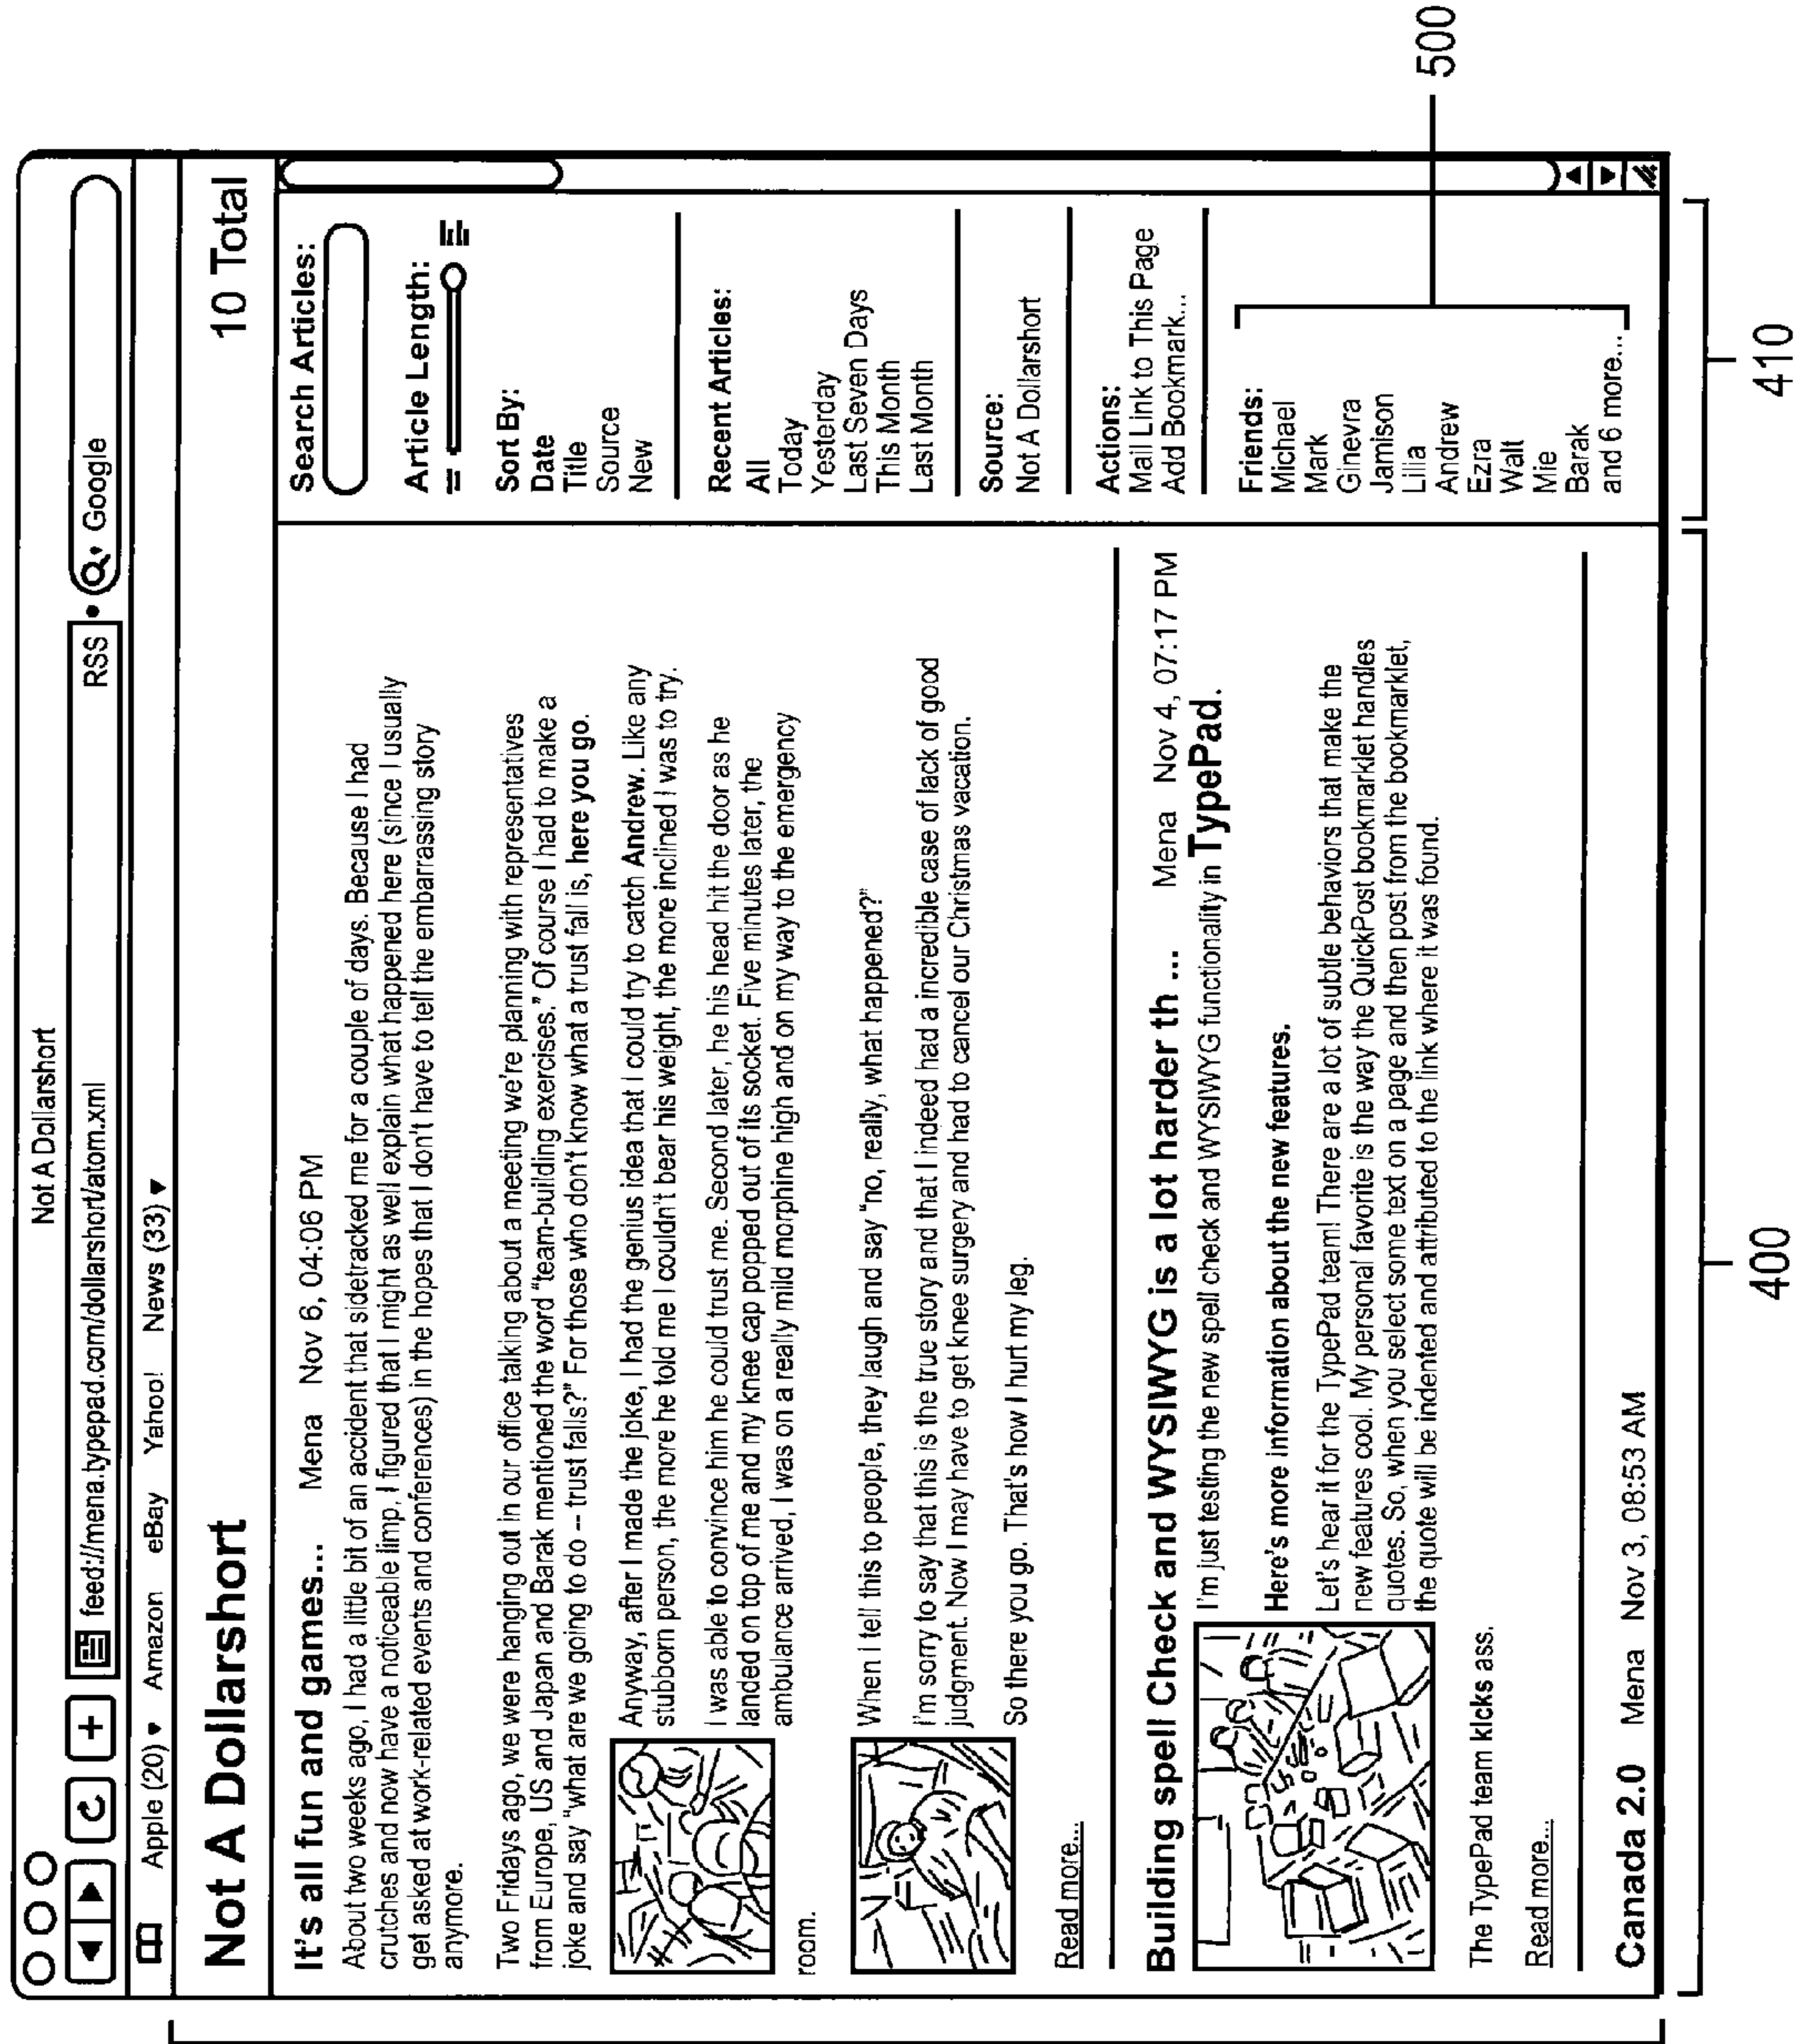 Not A Dollarshort
feed://mena.typepad.com/dollarshort/atom.xml RSS Google
Apple (20) Amazon eBay Yahoo! News (33)
Not A Dollarshort
10 Total
It's all fun and games... Mena Nov 6, 04:06 PM
About two weeks ago, I had a little bit of an accident that sidetracked me for a couple of days. Because I had
crutches and now have a noticeable limp, I figured that I might as well explain what happened here (since I usually
get asked at work-related events and conferences) in the hopes that I don't have to tell the embarrassing story
anymore.
Two Fridays ago, we were hanging out in our office talking about a meeting we're planning with representatives
from Europe, US and Japan and Barak mentioned the word "team-building exercises." Of course I had to make a
joke and say "what are we going to do -- trust falls?" For those who don't know what a trust fall is, here you go.
Anyway, after I made the joke, I had the genius idea that I could try to catch Andrew. Like any
stubborn person, the more he told me I couldn't bear his weight, the more inclined I was to try.
I was able to convince him he could trust me. Second later, he his head hit the door as he
landed on top of me and my knee cap popped out of its socket. Five minutes later, the
ambulance arrived, I was on a really mild morphine high and on my way to the emergency
room.
When I tell this to people, they laugh and say "no, really, what happened?"
I'm sorry to say that this is the true story and that I indeed had a incredible case of lack of good
judgment. Now I may have to get knee surgery and had to cancel our Christmas vacation.
So there you go. That's how I hurt my leg.
Read more...
Building spell Check and WYSIWYG is a lot harder th ... Mena Nov 4, 07:17 PM
I'm just testing the new spell check and WYSIWYG functionality in TypePad.
Here's more information about the new features.
Let's hear it for the TypePad team! There are a lot of subtle behaviors that make the
new features cool. My personal favorite is the way the QuickPost bookmarklet handles
quotes. So, when you select some text on a page and then post from the bookmarklet,
the quote will be indented and attributed to the link where it was found.
The TypePad team kicks ass.
Read more...
Canada 2.0 Mena Nov 3, 08:53 AM
Search Articles:
Article Length:
Sort By:
Date
Title
Source
New
Recent Articles:
All
Today
Yesterday
Last Seven Days
This Month
Last Month
Source:
Not A Dollarshort
Actions:
Mail Link to This Page
Add Bookmark...
Friends:
Michael
Mark
Ginevra
Jamison
Lilia
Andrew
Ezra
Walt
Mie
Barak
and 6 more...
500
400
410